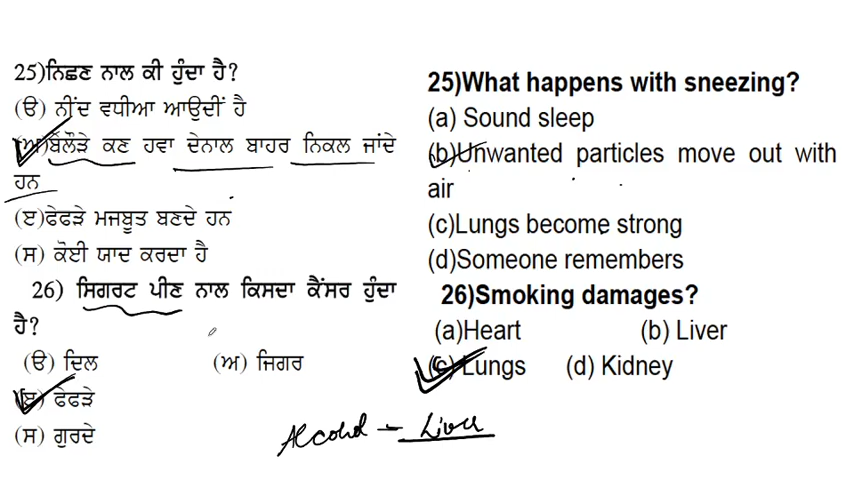 25)ਨਿਛਣ ਨਾਲ ਕੀ ਹੁੰਦਾ ਹੈ?
(ੳ) ਨੀਂਦ ਵਧੀਆ ਆਉਦੀਂ ਹੈ
(ਅ)ਬੇਲੌੜੇ ਕਣ ਹਵਾ ਦੇਨਾਲ ਬਾਹਰ ਨਿਕਲ ਜਾਂਦੇ
ਹਨ
(ੲ)ਫੇਫੜੇ ਮਜਬੂਤ ਬਣਦੇ ਹਨ
(ਸ) ਕੋਈ ਯਾਦ ਕਰਦਾ ਹੈ
26) ਸਿਗਰਟ ਪੀਣ ਨਾਲ ਕਿਸਦਾ ਕੈਂਸਰ ਹੁੰਦਾ
ਹੈ?
(ੳ) ਦਿਲ (ਅ) ਜਿਗਰ
(ੲ) ਫੇਫੜੇ
(ਸ) ਗੁਰਦੇ
25)What happens with sneezing?
(a) Sound sleep
(b)Unwanted particles move out with
air
(c)Lungs become strong
(d)Someone remembers
26)Smoking damages?
(a)Heart (b) Liver
(c) Lungs (d) Kidney
Alcohol – Liver